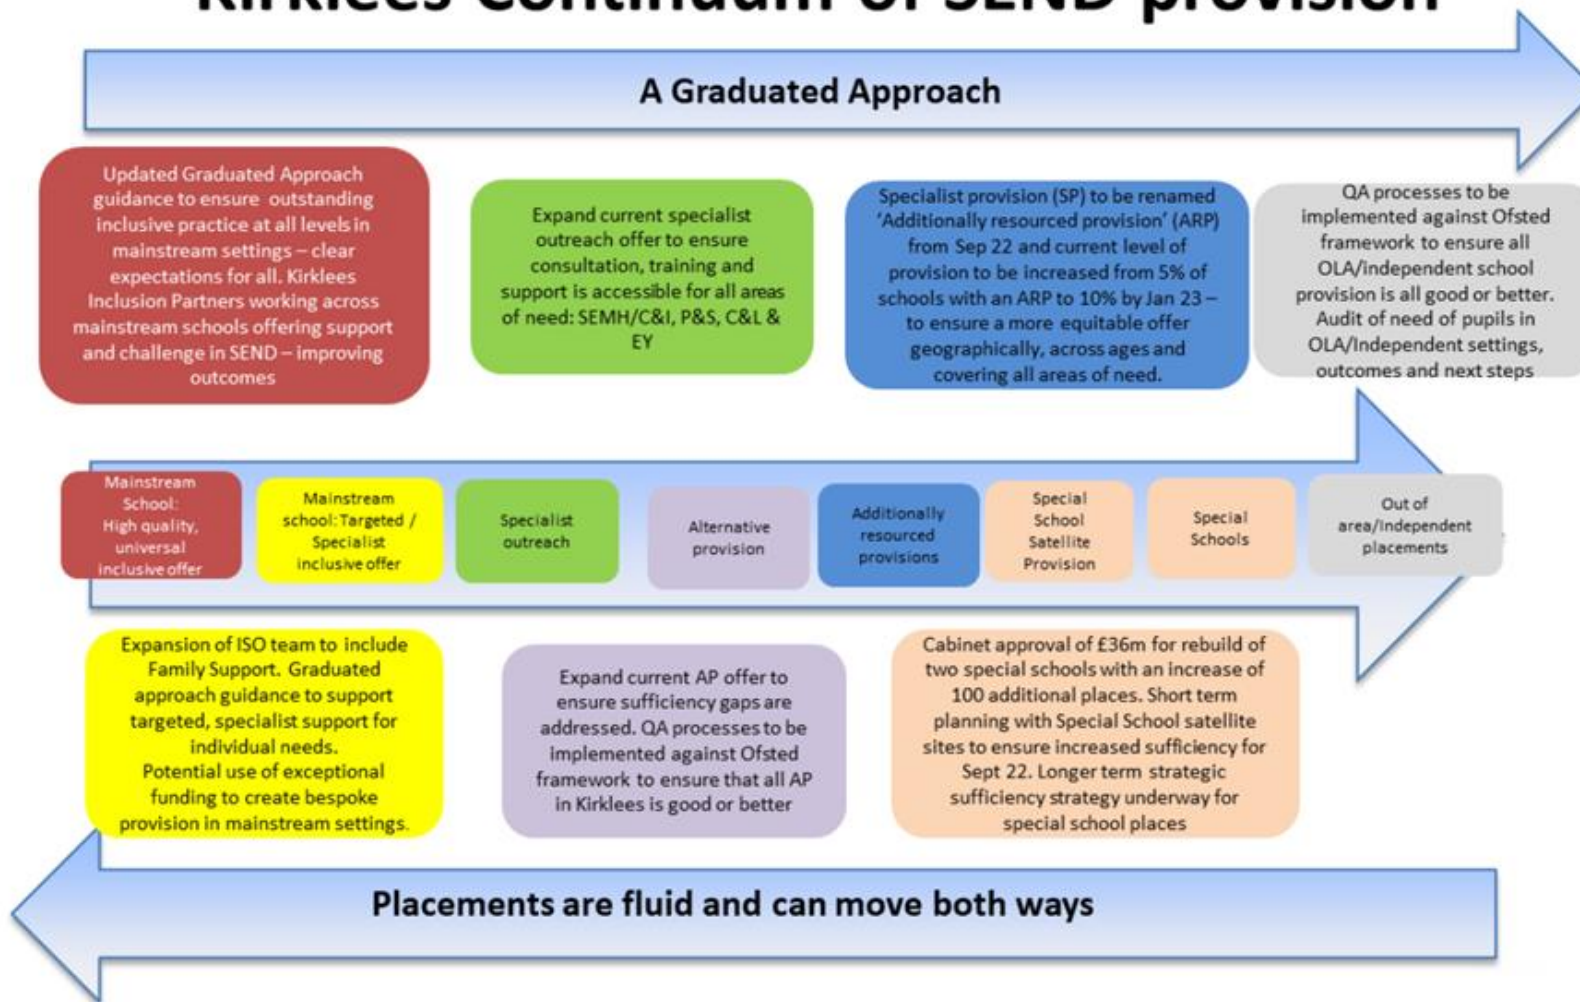 Kirklees Continuum of SEND provision
A Graduated Approach
Updated Graduated Approach
guidance to ensure outstanding
inclusive practice at all levels in
mainstream settings – clear
expectations for all. Kirklees
Inclusion Partners working across
mainstream schools offering support
and challenge in SEND – improving
outcomes
Expand current specialist
outreach offer to ensure
consultation, training and
support is accessible for all areas
of need: SEMH/C&I, P&S, C&L &
EY
Specialist provision (SP) to be renamed
‘Additionally resourced provision’ (ARP)
from Sep 22 and current level of
provision to be increased from 5% of
schools with an ARP to 10% by Jan 23 –
to ensure a more equitable offer
geographically, across ages and
covering all areas of need.
QA processes to be
implemented against Ofsted
framework to ensure all
OLA/independent school
provision is all good or better.
Audit of need of pupils in
OLA/Independent settings,
outcomes and next steps
Mainstream
School:
High quality,
universal
inclusive offer
Mainstream
school: Targeted /
Specialist
inclusive offer
Specialist
outreach
Alternative
provision
Additionally
resourced
provisions
Special
School
Satellite
Provision
Special
Schools
Out of
area/Independent
placements
Expansion of ISO team to include
Family Support. Graduated
approach guidance to support
targeted, specialist support for
individual needs.
Potential use of exceptional
funding to create bespoke
provision in mainstream settings.
Expand current AP offer to
ensure sufficiency gaps are
addressed. QA processes to be
implemented against Ofsted
framework to ensure that all AP
in Kirklees is good or better
Cabinet approval of £36m for rebuild of
two special schools with an increase of
100 additional places. Short term
planning with Special School satellite
sites to ensure increased sufficiency for
Sept 22. Longer term strategic
sufficiency strategy underway for
special school places
Placements are fluid and can move both ways